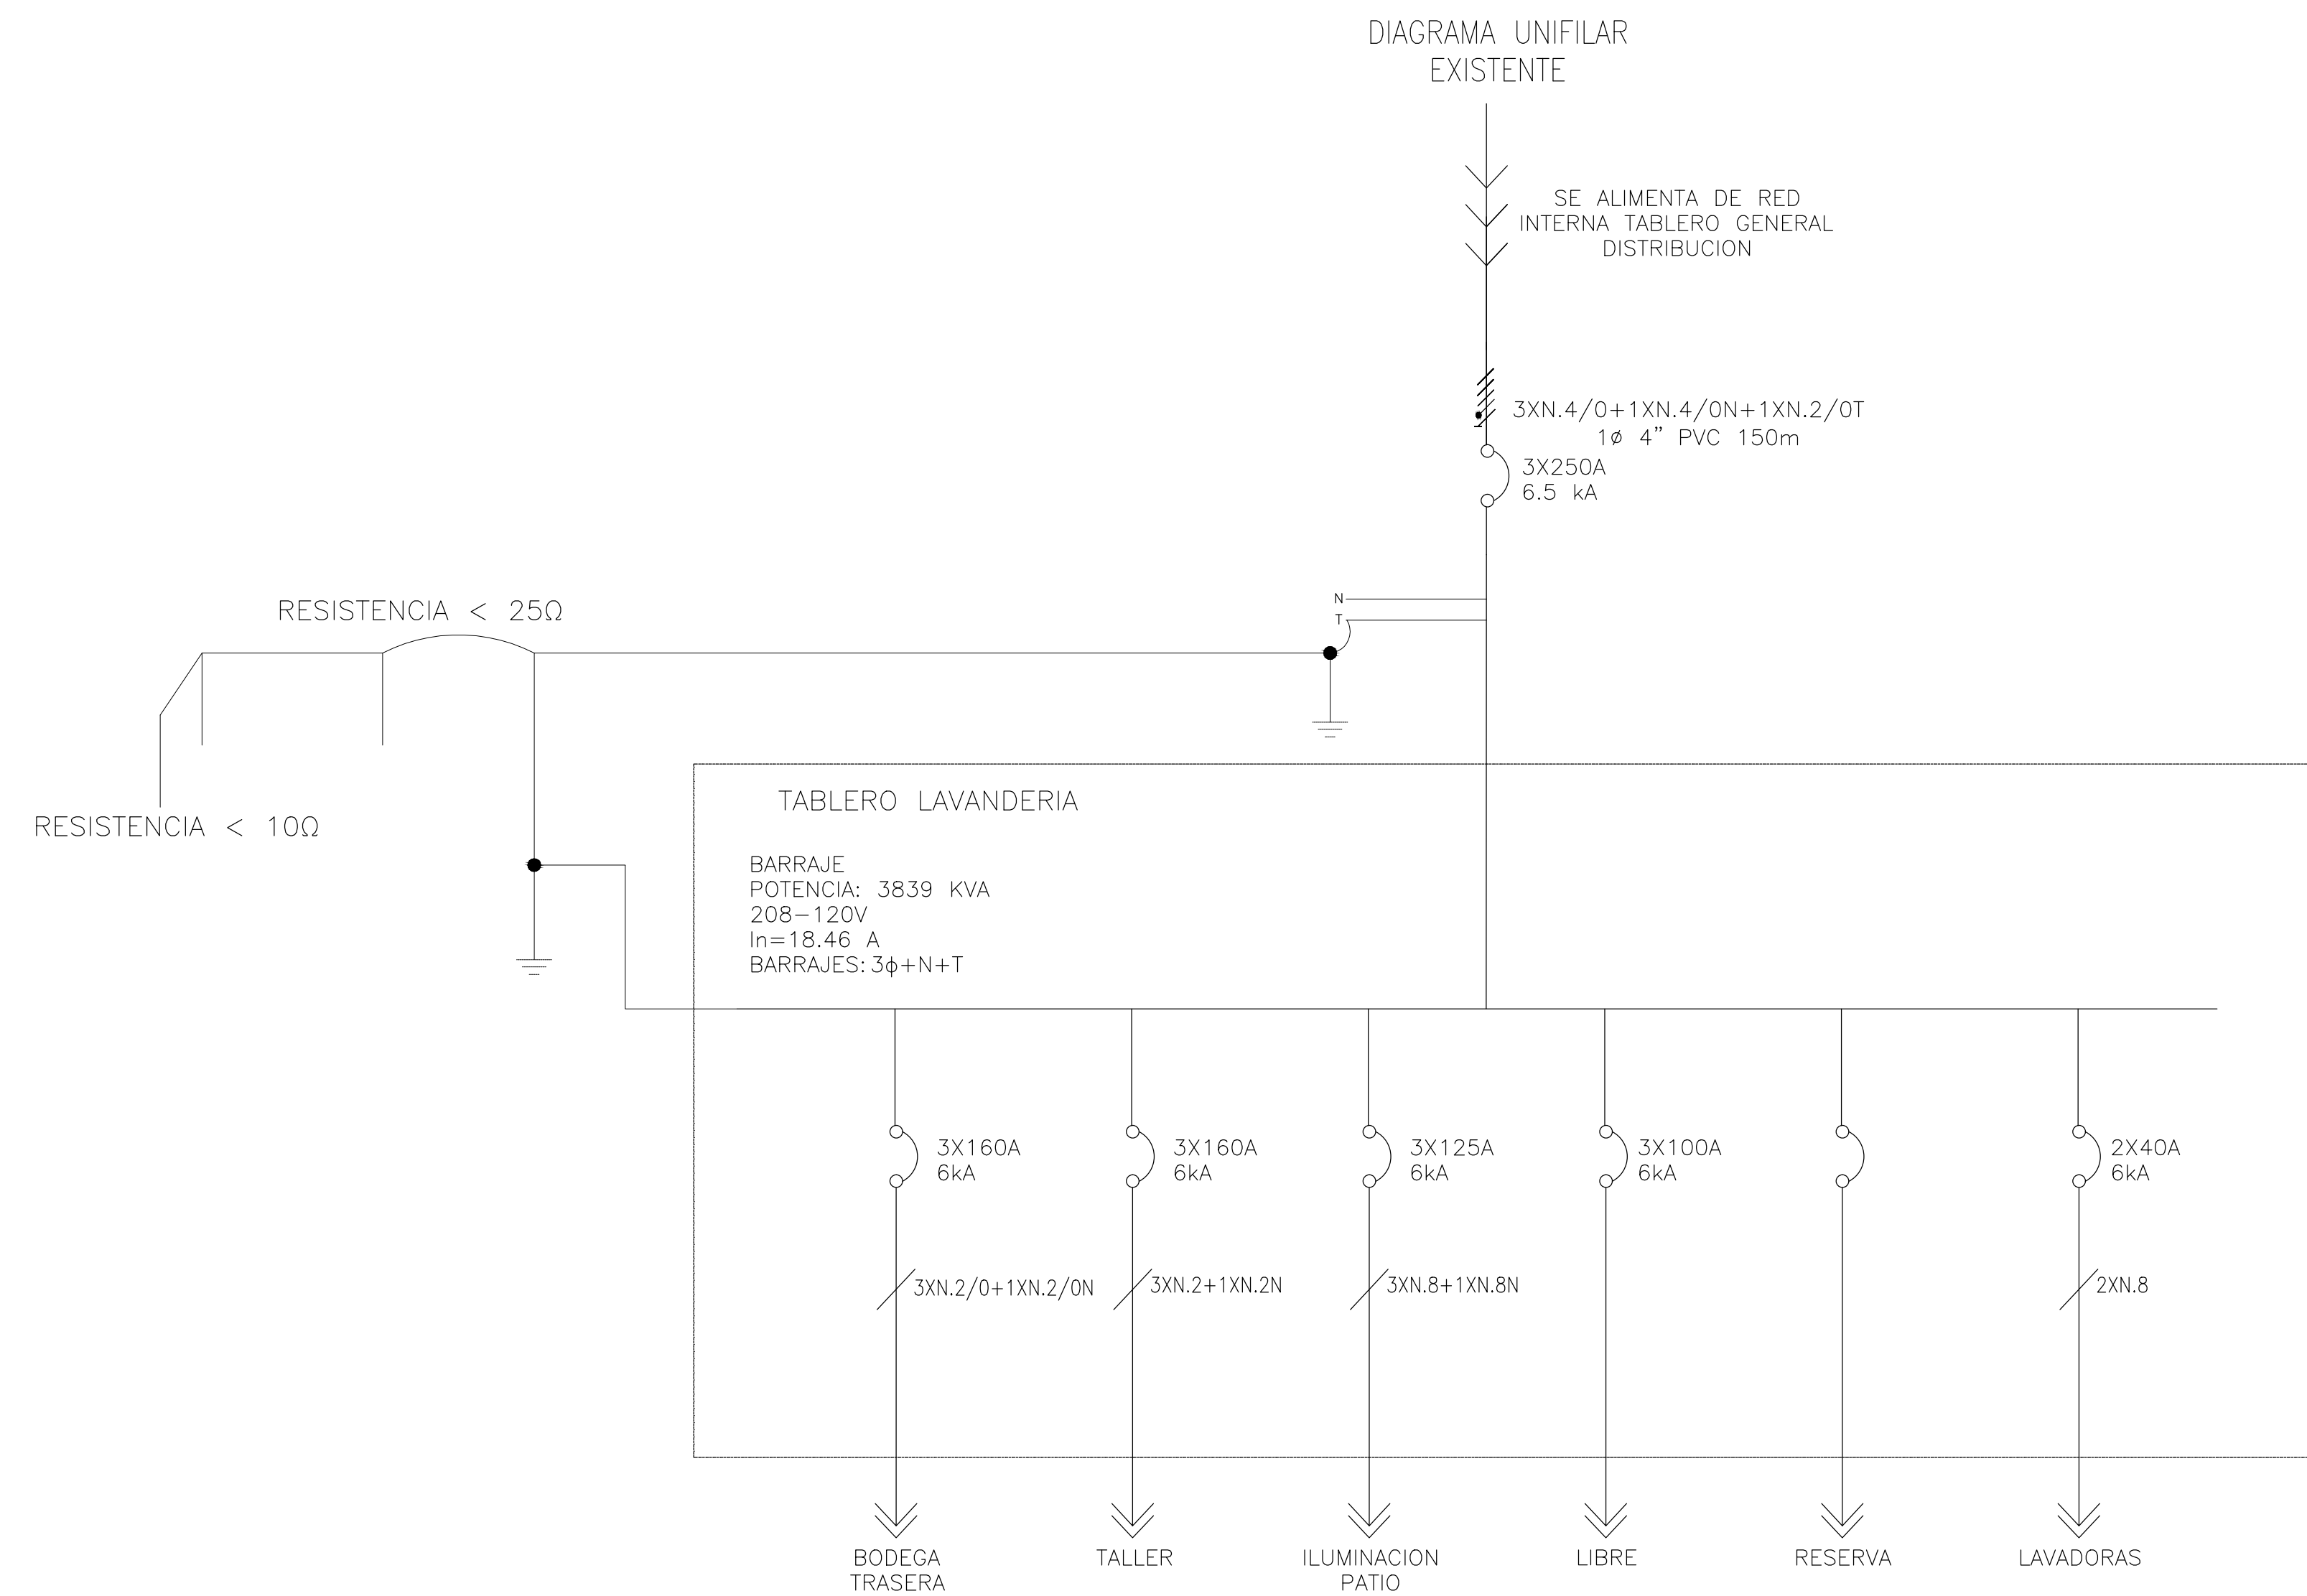 DIAGRAMA UNIFILAR
EXISTENTE
SE ALIMENTA DE RED
INTERNA TABLERO GENERAL
DISTRIBUCION
3XN.4/0+1XN.4/0N+1XN.2/0T
1ø 4" PVC 150m
3X250A
6.5 kA
N
T
RESISTENCIA < 25Ω
RESISTENCIA < 10Ω
TABLERO LAVANDERIA
BARRAJE
POTENCIA: 3839 KVA
208-120V
In=18.46 A
BARRAJES:3ϕ+N+T
3X160A
6kA
3X160A
6kA
3X125A
6kA
3X100A
6kA
2X40A
6kA
3XN.2/0+1XN.2/0N
3XN.2+1XN.2N
3XN.8+1XN.8N
2XN.8
BODEGA
TRASERA
TALLER
ILUMINACION
PATIO
LIBRE
RESERVA
LAVADORAS